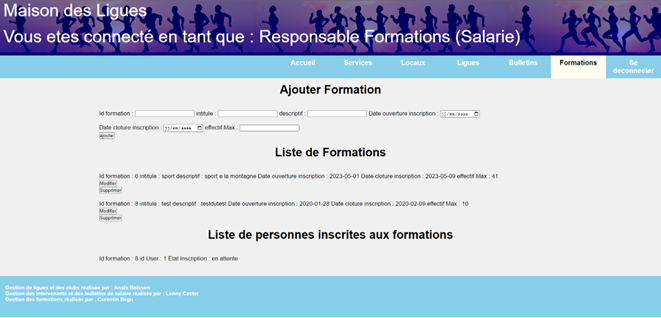 Maison des Ligues
Vous etes connecté en tant que : Responsable Formations (Salarie)
Accueil Services Locaux Ligues Bulletins Formations Se deconnecter
Ajouter Formation
Id formation : intitule : descriptif : Date ouverture inscription : jj/mm/aaaa
Date cloture inscription : jj/mm/aaaa effectif Max :
ajouter
Liste de Formations
Id formation : 6 intitule : sport descriptif : sport a la montagne Date ouverture inscription : 2023-05-01 Date cloture inscription : 2023-05-09 effectif Max : 41
Modifier
Supprimer
Id formation : 8 intitule : test descriptif : testdutest Date ouverture inscription : 2020-01-28 Date cloture inscription : 2020-02-09 effectif Max : 10
Modifier
Supprimer
Liste de personnes inscrites aux formations
Id formation : 8 id User : 1 Etat Inscription : en attente
Gestion de ligues et des clubs réalisée par : Anaïs
Gestion des intervenants et des bulletins de salaire réalisée par : Lenny Caster
Gestion des formations réalisée par : Corentin Begu